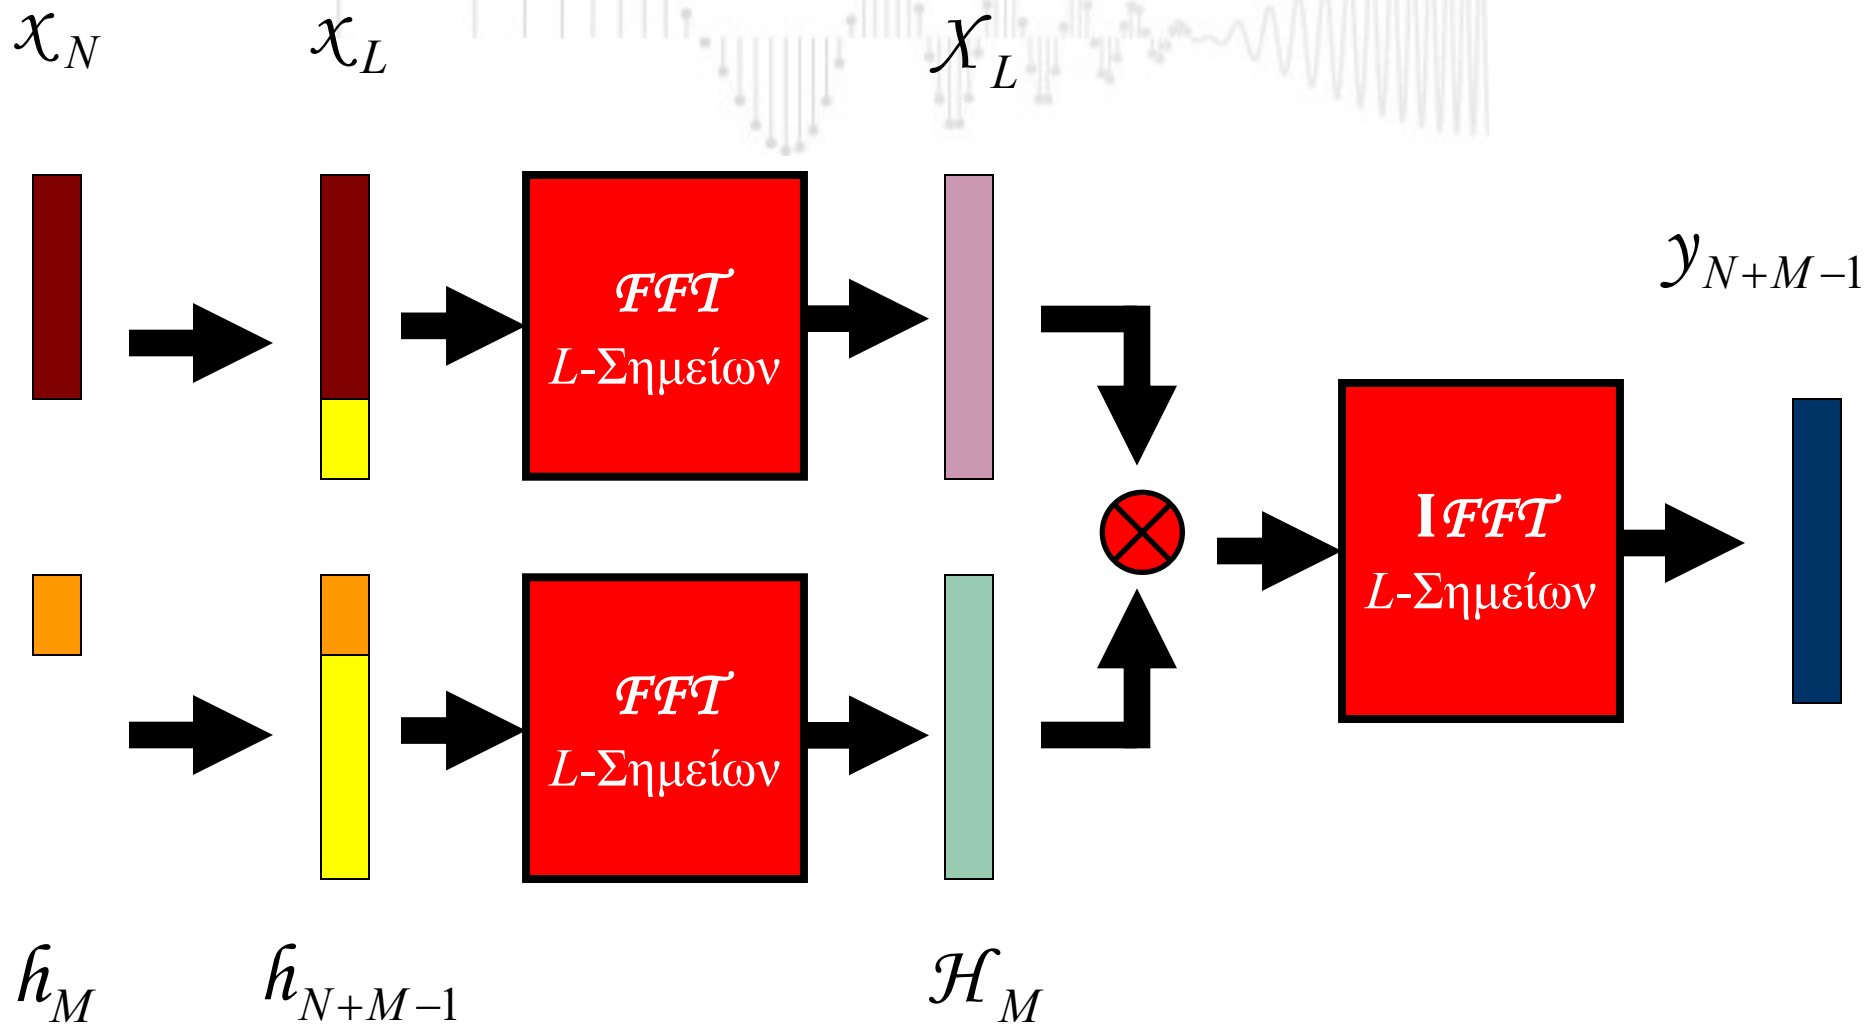 x_N x_L X_L
FFT
L-Σημείων
y_{N+M-1}
IFFT
L-Σημείων
FFT
L-Σημείων
h_M h_{N+M-1} H_M